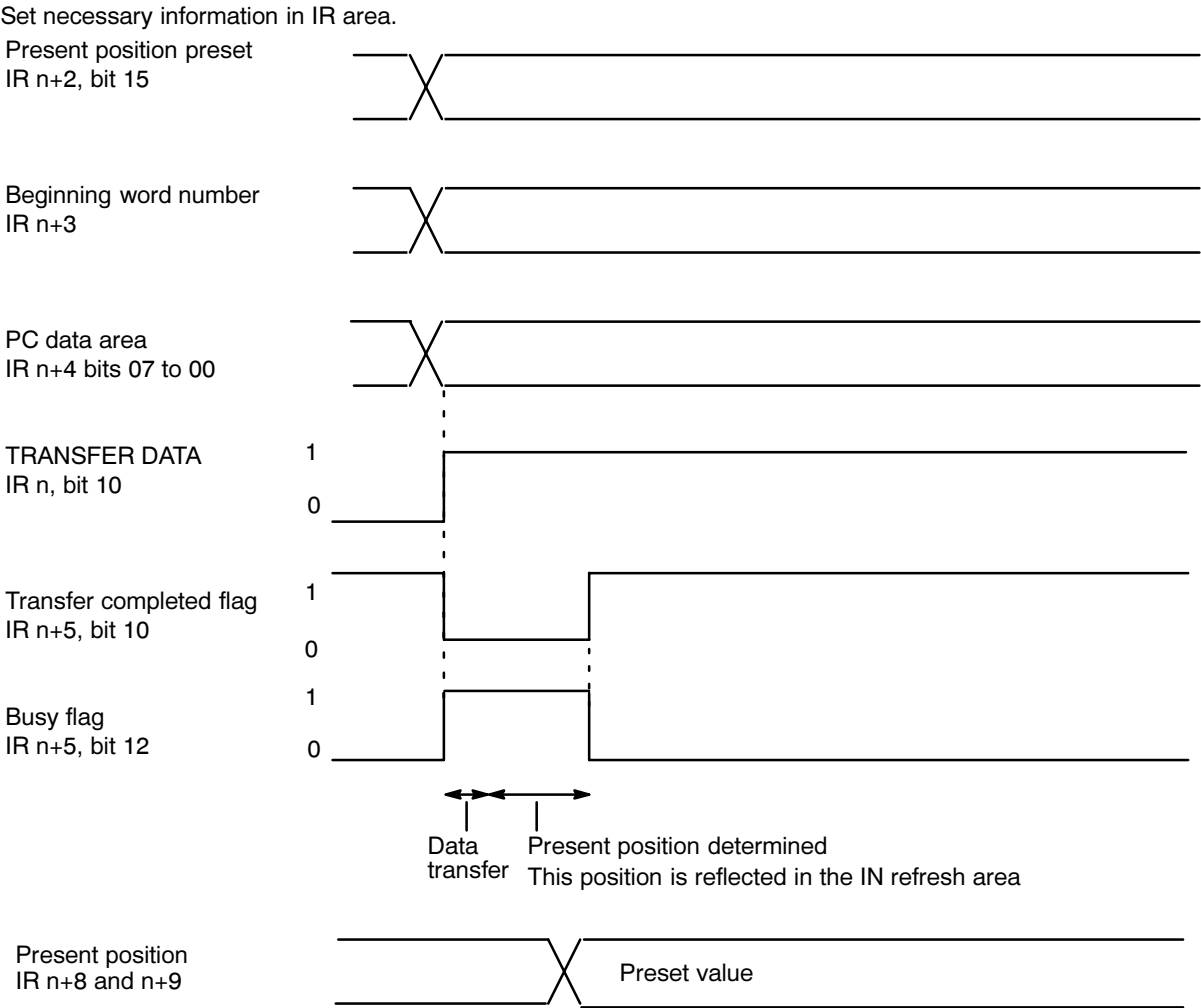 Set necessary information in IR area.
Present position preset
IR n+2, bit 15
Beginning word number
IR n+3
PC data area
IR n+4 bits 07 to 00
TRANSFER DATA
IR n, bit 10
1
0
Transfer completed flag
IR n+5, bit 10
1
0
Busy flag
IR n+5, bit 12
1
0
Data
transfer
Present position determined
This position is reflected in the IN refresh area
Present position
IR n+8 and n+9
Preset value